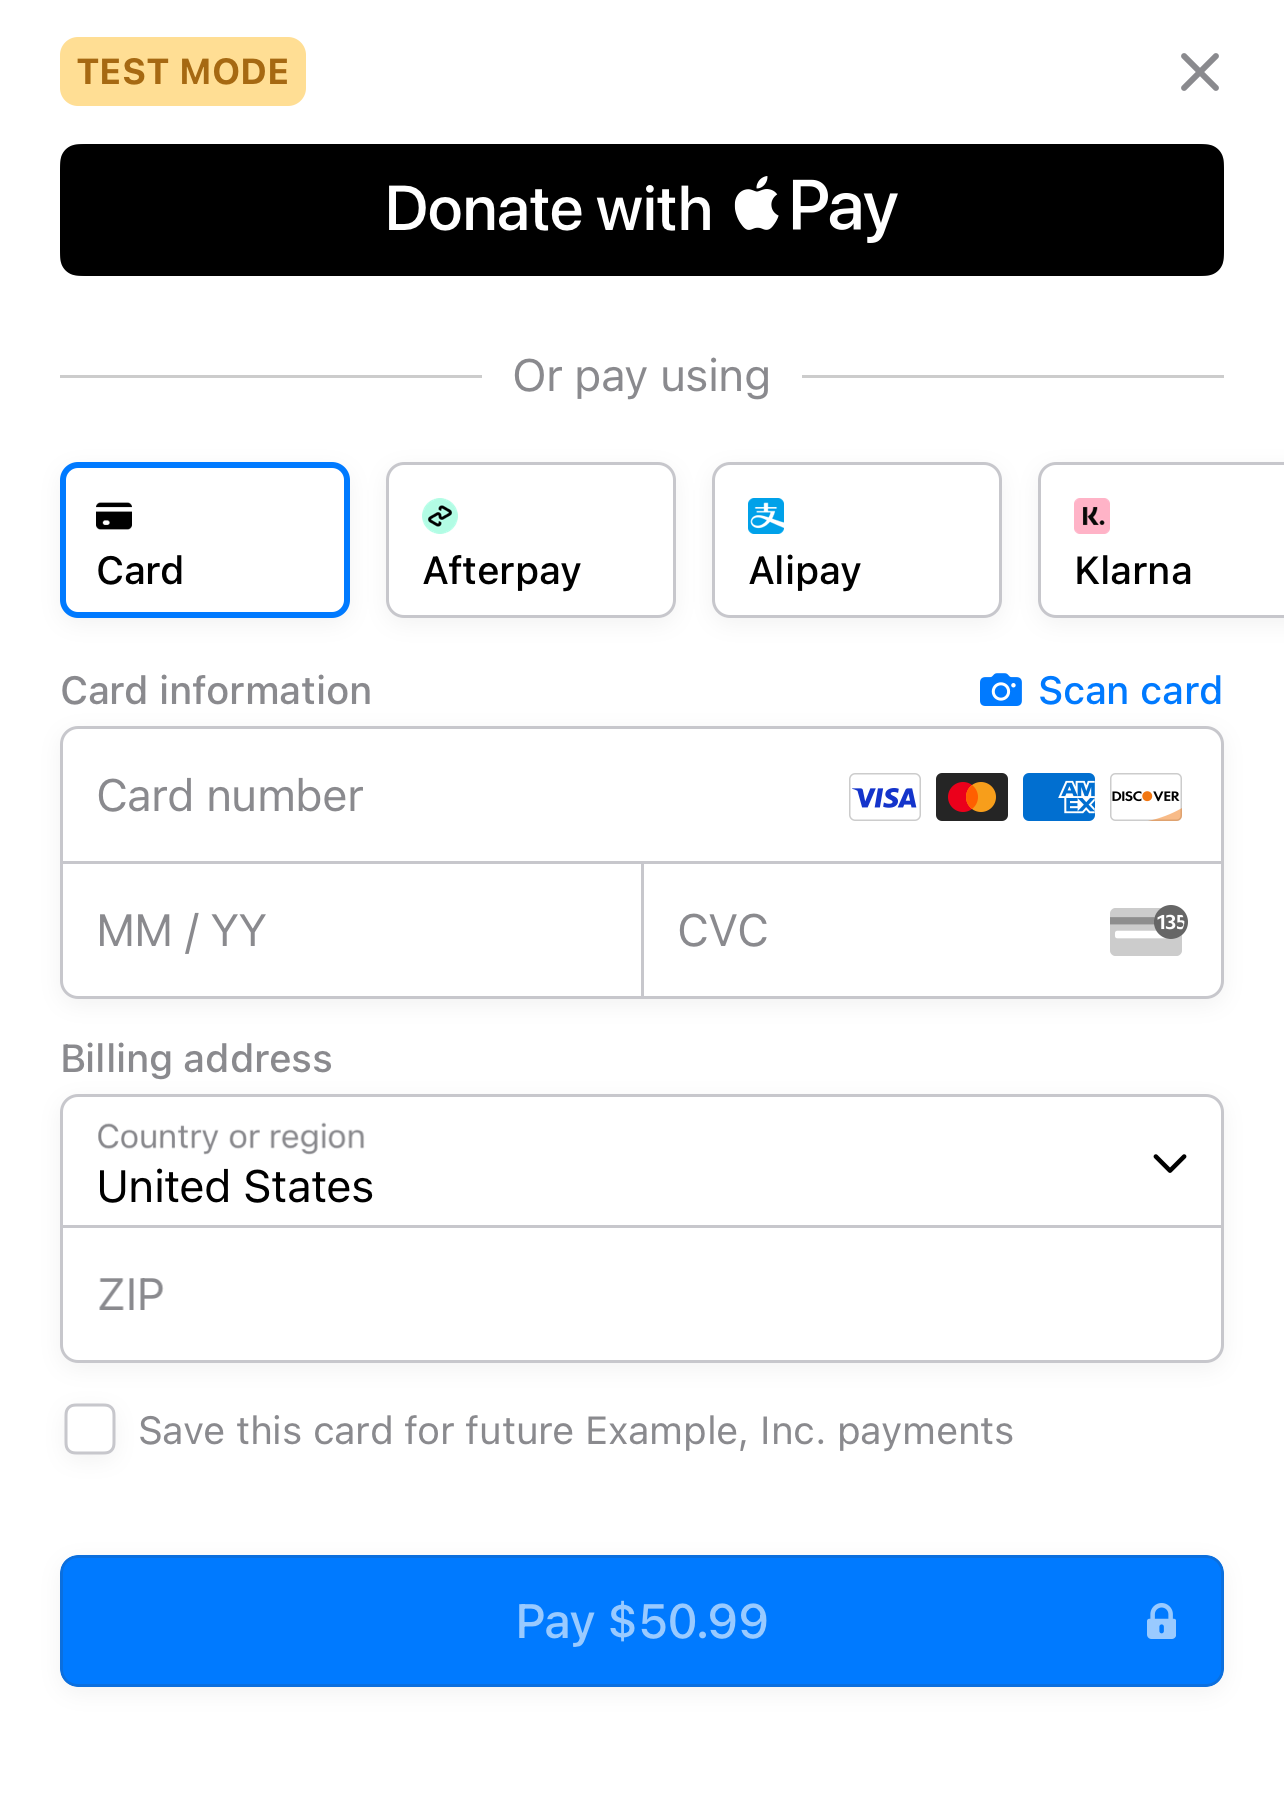 TEST MODE
Donate with Pay
Or pay using
Card
Afterpay
支
Alipay
K.
Klarna
Card information
Scan card
Card number
VISA
AM
EX
DISCOVER
MM / YY
CVC
135
Billing address
Country or region
United States
ZIP
Save this card for future Example, Inc. payments
Pay $50.99